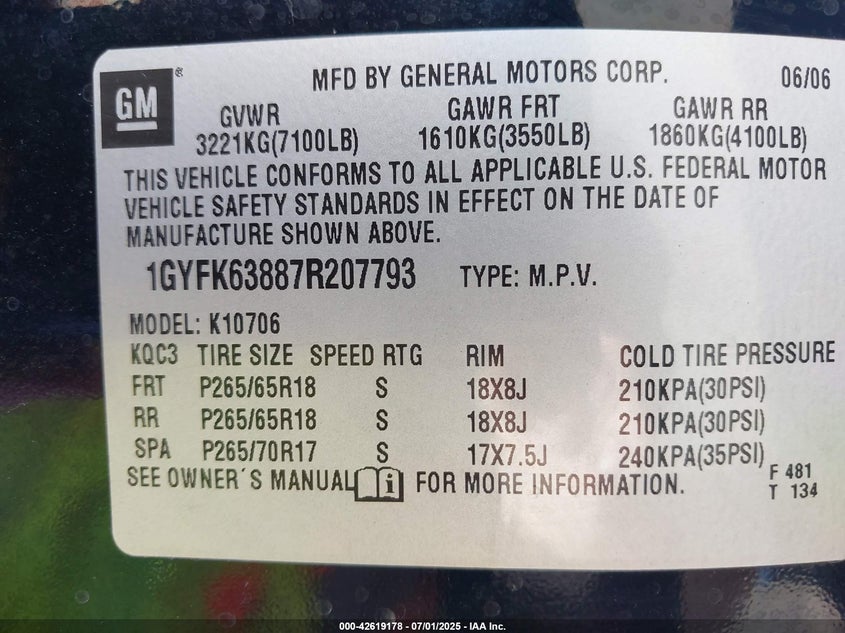 GM ® MFD BY GENERAL MOTORS CORP. 06/06
GVWR GAWR FRT GAWR RR
3221KG(7100LB) 1610KG(3550LB) 1860KG(4100LB)
THIS VEHICLE CONFORMS TO ALL APPLICABLE U.S. FEDERAL MOTOR
VEHICLE SAFETY STANDARDS IN EFFECT ON THE DATE OF
MANUFACTURE SHOWN ABOVE.
1GYFK63887R207793 TYPE: M.P.V.
MODEL: K10706
KQC3 TIRE SIZE SPEED RTG RIM COLD TIRE PRESSURE
FRT P265/65R18 S 18X8J 210KPA(30PSI)
RR P265/65R18 S 18X8J 210KPA(30PSI)
SPA P265/70R17 S 17X7.5J 240KPA(35PSI)
SEE OWNER´S MANUAL i FOR MORE INFORMATION.
F 481
T 134
000-42619178 - 07/01/2025 - IAA Inc.